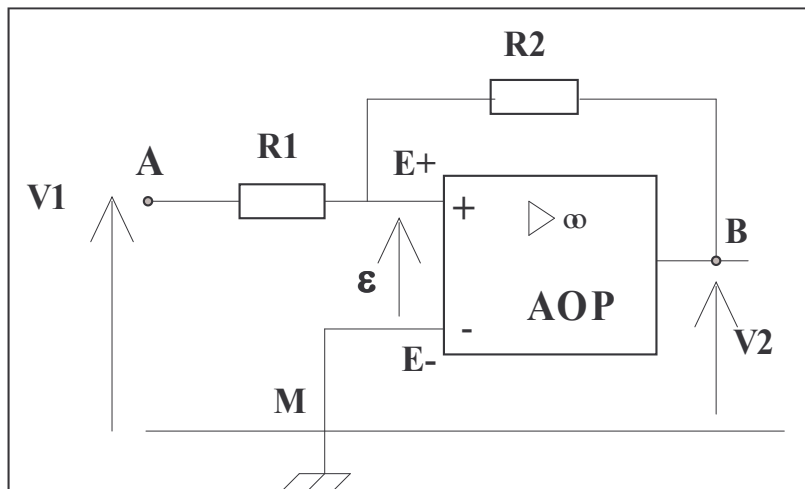 R2
R1
A
E+
V1
+
▷ ∞
B
ε
AOP
-
E-
V2
M